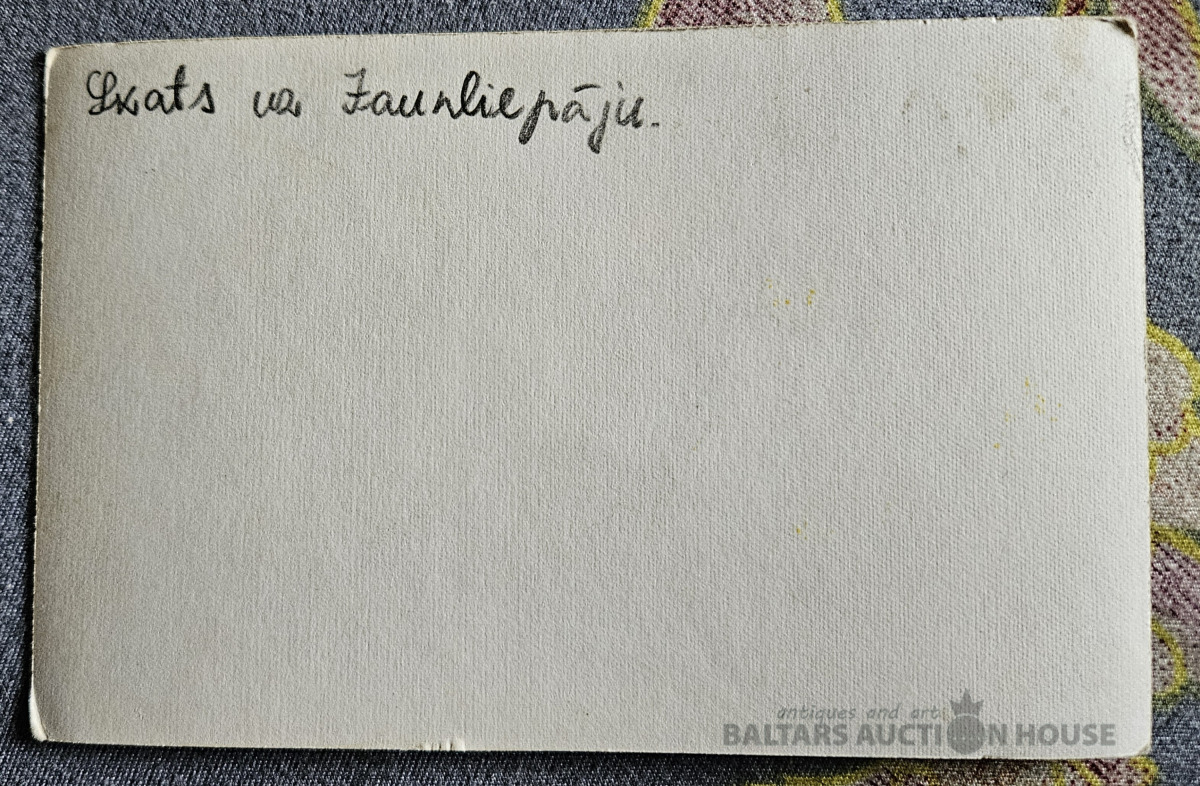 Skats uz Jaunliepāju.
antiques and art
BALTARS AUCTION HOUSE